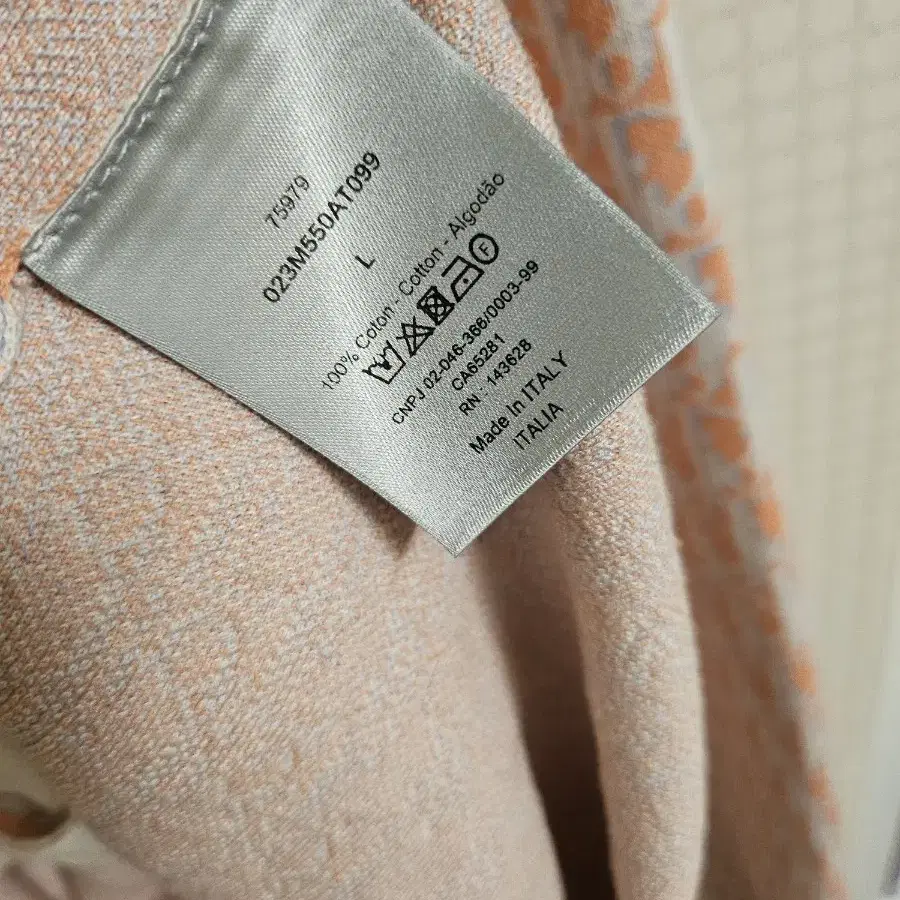 75979
023M550AT099
L
100% Coton - Cotton - Algodão
F
CNPJ 02-046-366/0003-99
CA65281
RN : 143628
Made In ITALY
ITALIA